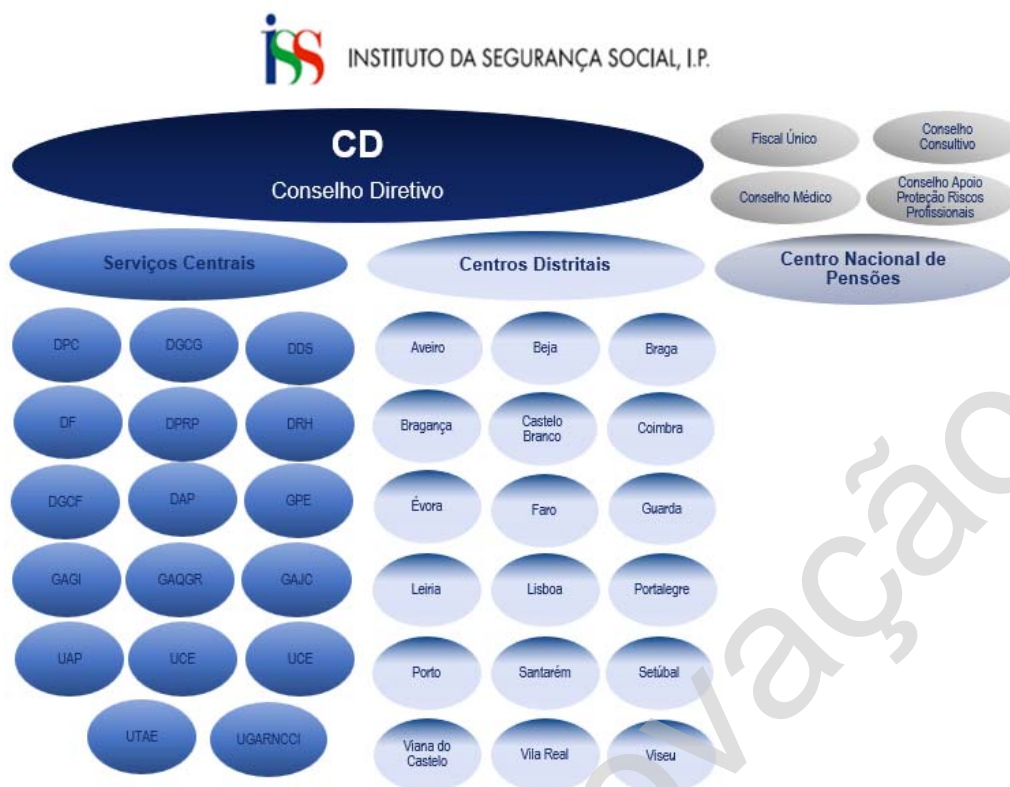 iss INSTITUTO DA SEGURANÇA SOCIAL, I.P.
CD
Conselho Diretivo
Fiscal Único
Conselho
Consultivo
Conselho Médico
Conselho Apoio
Proteção Riscos
Profissionais
Serviços Centrais
Centros Distritais
Centro Nacional de
Pensões
DPC
DGCG
DDS
Aveiro
Beja
Braga
DF
DPRP
DRH
Bragança
Castelo
Branco
Coimbra
DGCF
DAP
GPE
Évora
Faro
Guarda
GAGI
GAQGR
GAJC
Leiria
Lisboa
Portalegre
UAP
UCE
UCE
Porto
Santarém
Setúbal
UTAE
UGARNCCI
Viana do
Castelo
Vila Real
Viseu
ovação